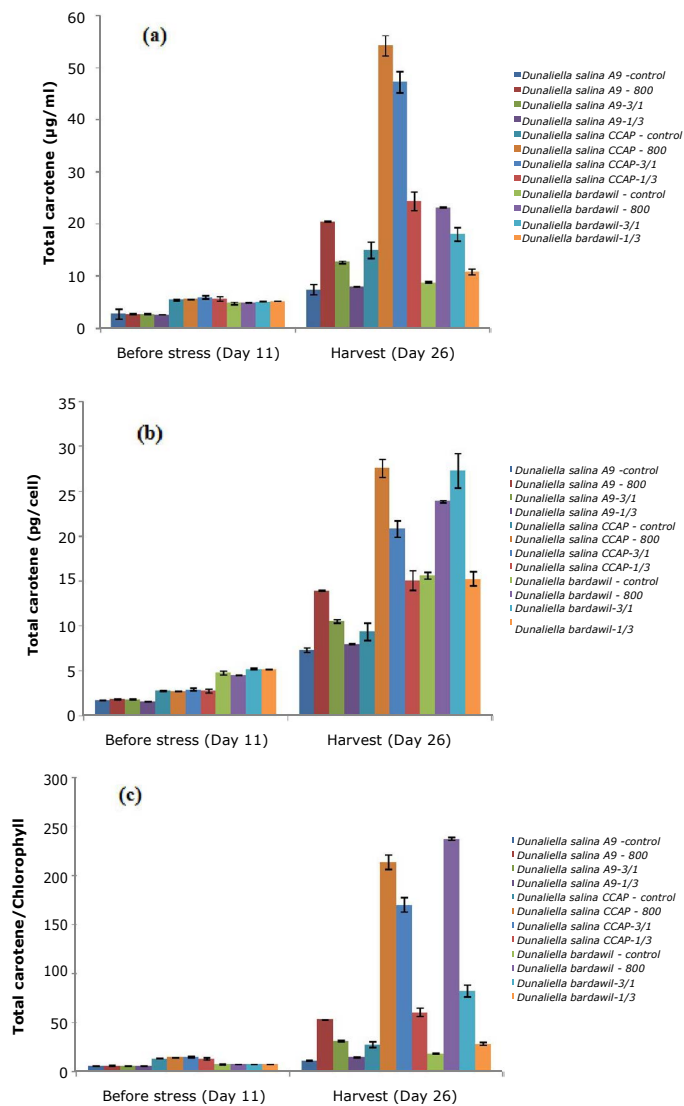 (a)
Total carotene (µg/ml)
60
50
40
30
20
10
0
Before stress (Day 11)
Harvest (Day 26)
Dunaliella salina A9 -control
Dunaliella salina A9 - 800
Dunaliella salina A9-3/1
Dunaliella salina A9-1/3
Dunaliella salina CCAP - control
Dunaliella salina CCAP - 800
Dunaliella salina CCAP-3/1
Dunaliella salina CCAP-1/3
Dunaliella bardawil - control
Dunaliella bardawil - 800
Dunaliella bardawil-3/1
Dunaliella bardawil-1/3
(b)
Total carotene (pg/cell)
35
30
25
20
15
10
5
0
Before stress (Day 11)
Harvest (Day 26)
Dunaliella salina A9 -control
Dunaliella salina A9 - 800
Dunaliella salina A9-3/1
Dunaliella salina A9-1/3
Dunaliella salina CCAP - control
Dunaliella salina CCAP - 800
Dunaliella salina CCAP-3/1
Dunaliella salina CCAP-1/3
Dunaliella bardawil - control
Dunaliella bardawil - 800
Dunaliella bardawil-3/1
Dunaliella bardawil-1/3
(c)
Total carotene/Chlorophyll
300
250
200
150
100
50
0
Before stress (Day 11)
Harvest (Day 26)
Dunaliella salina A9 -control
Dunaliella salina A9 - 800
Dunaliella salina A9-3/1
Dunaliella salina A9-1/3
Dunaliella salina CCAP - control
Dunaliella salina CCAP - 800
Dunaliella salina CCAP-3/1
Dunaliella salina CCAP-1/3
Dunaliella bardawil - control
Dunaliella bardawil - 800
Dunaliella bardawil-3/1
Dunaliella bardawil-1/3